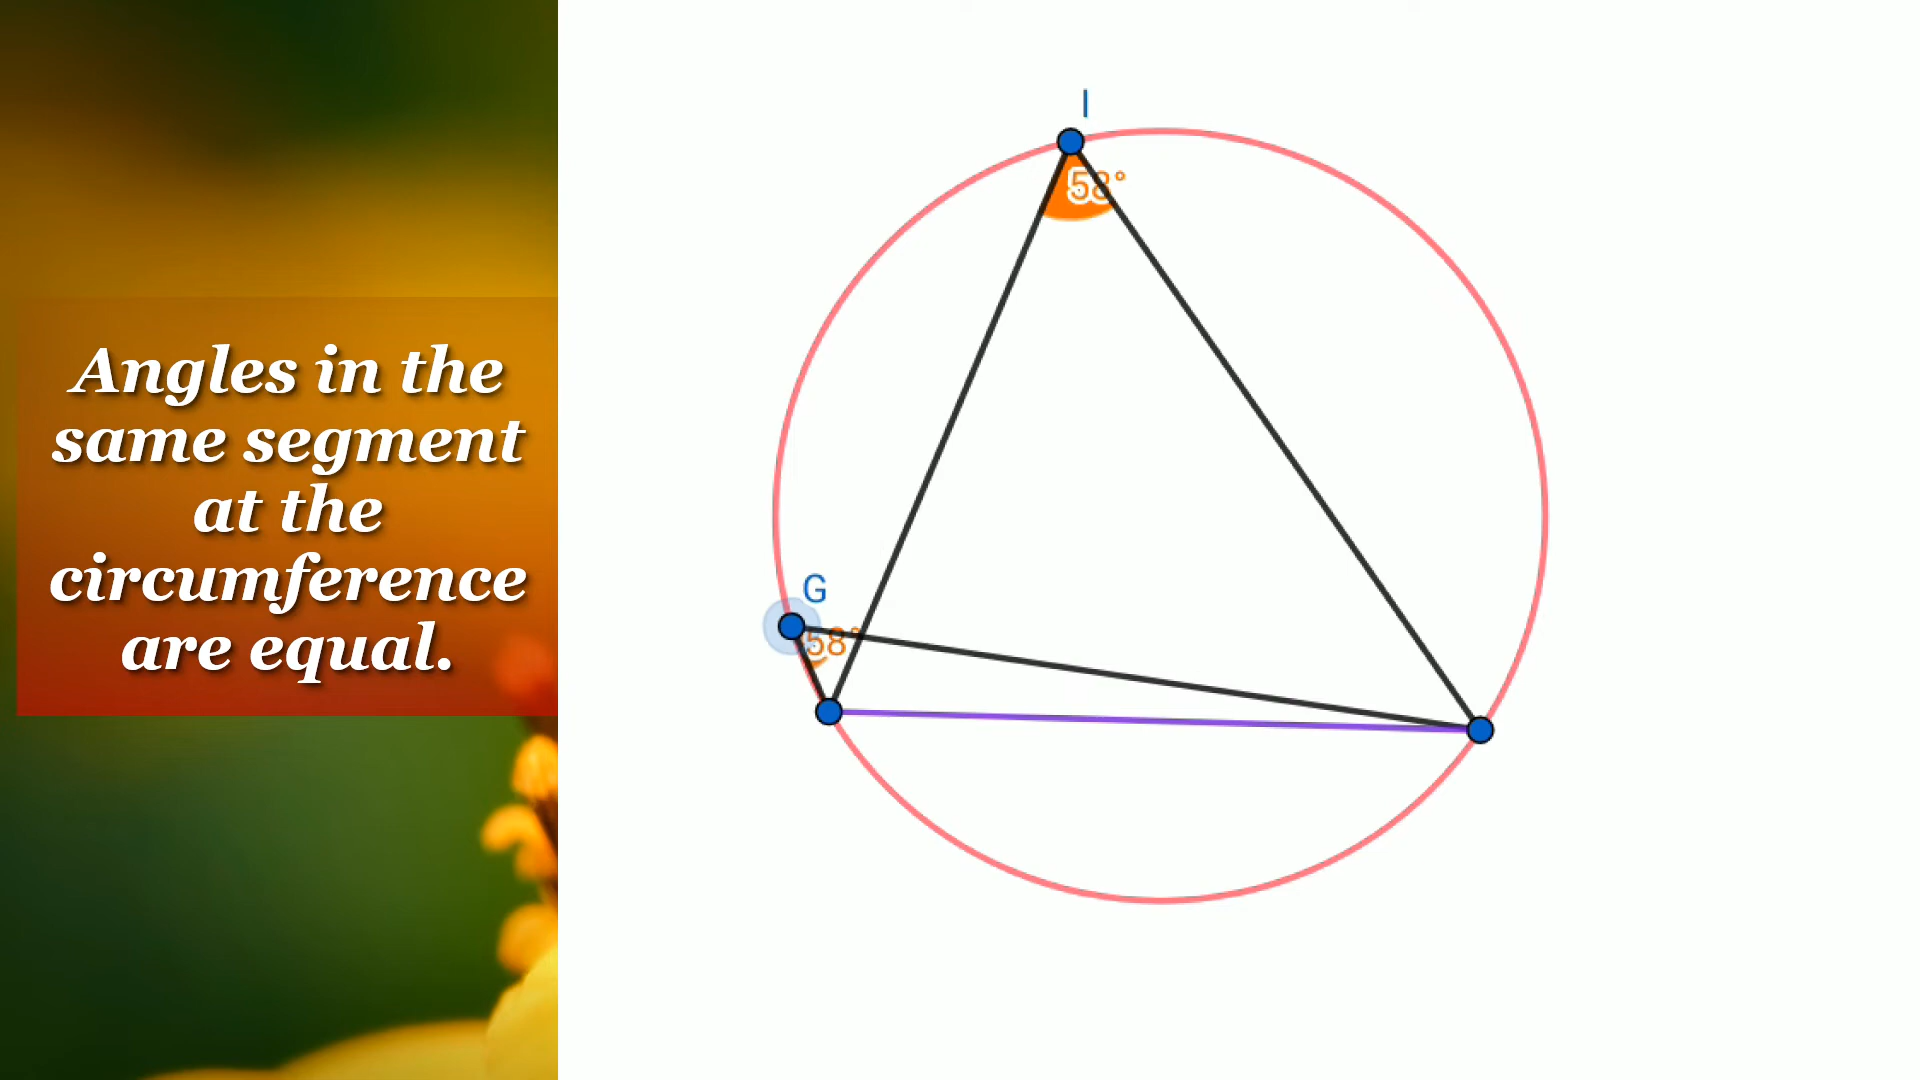 Angles in the
same segment
at the
circumference
are equal.
I
58°
G
58°